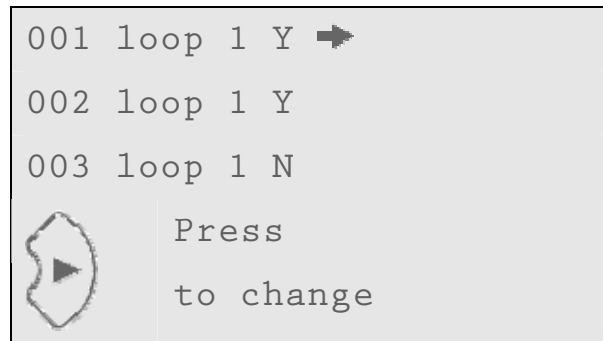 001 loop 1 Y
002 loop 1 Y
003 loop 1 N
Press
to change